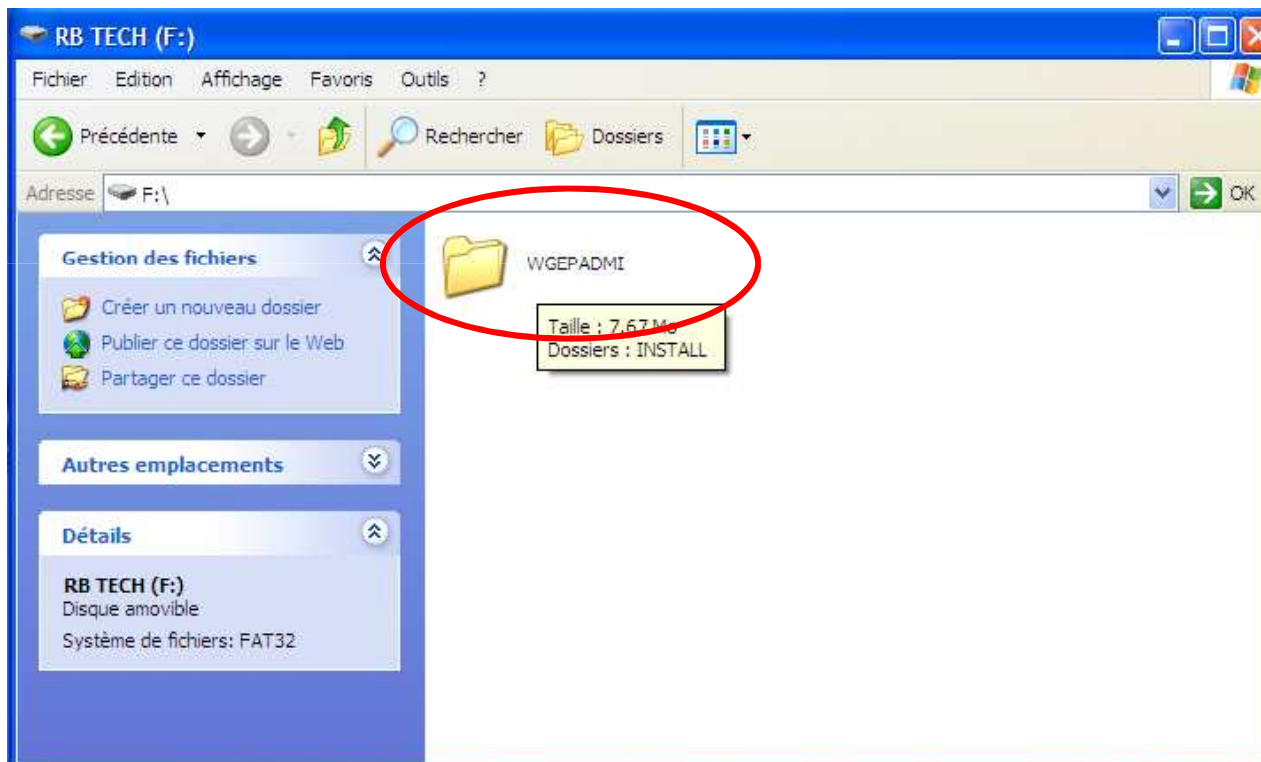 RB TECH (F:)
Fichier Edition Affichage Favoris Outils ?
Précédente Rechercher Dossiers
Adresse F:\ OK
Gestion des fichiers
Créer un nouveau dossier
Publier ce dossier sur le Web
Partager ce dossier
Autres emplacements
Détails
RB TECH (F:)
Disque amovible
Système de fichiers: FAT32
WGEPADMI
Taille : 7,67 Mo
Dossiers : INSTALL